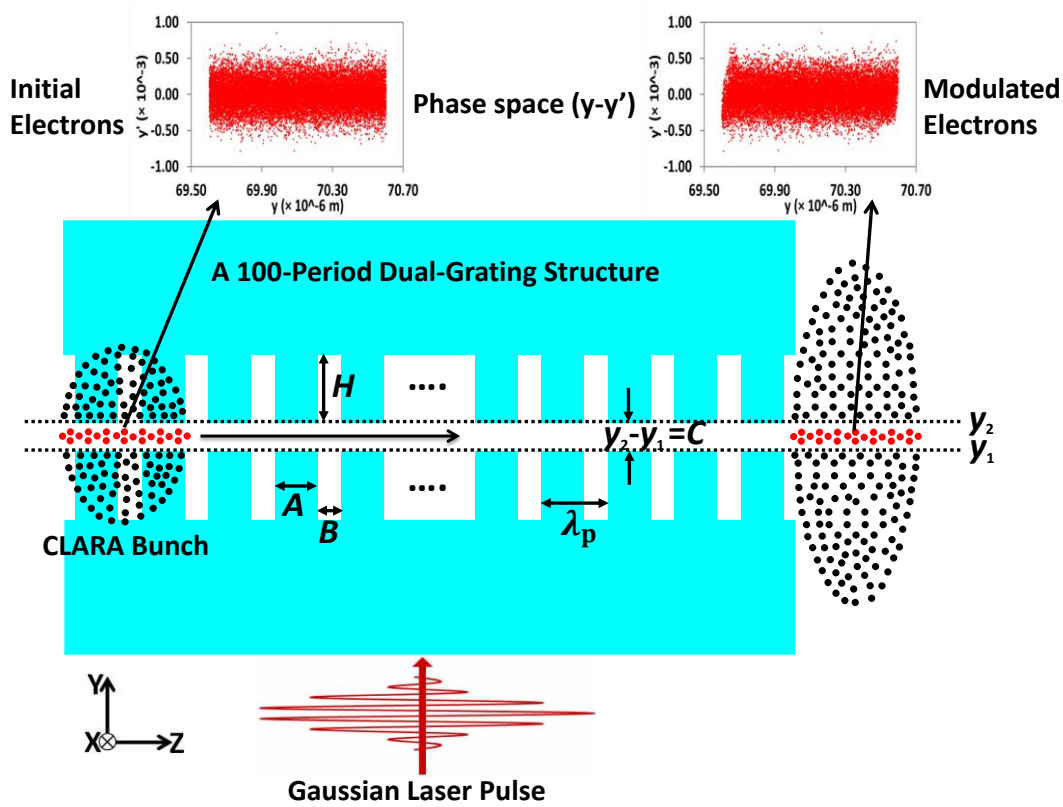 Initial
Electrons
1.00
0.50
0.00
-0.50
-1.00
y' (× 10^-3)
69.50 69.90 70.30 70.70
y (× 10^-6 m)
Phase space (y-y’)
1.00
0.50
0.00
-0.50
-1.00
y' (× 10^-3)
69.50 69.90 70.30 70.70
y (× 10^-6 m)
Modulated
Electrons
A 100-Period Dual-Grating Structure
H
....
y₂-y₁=C
y₂
y₁
A
B
....
λp
CLARA Bunch
Y
X
Z
Gaussian Laser Pulse